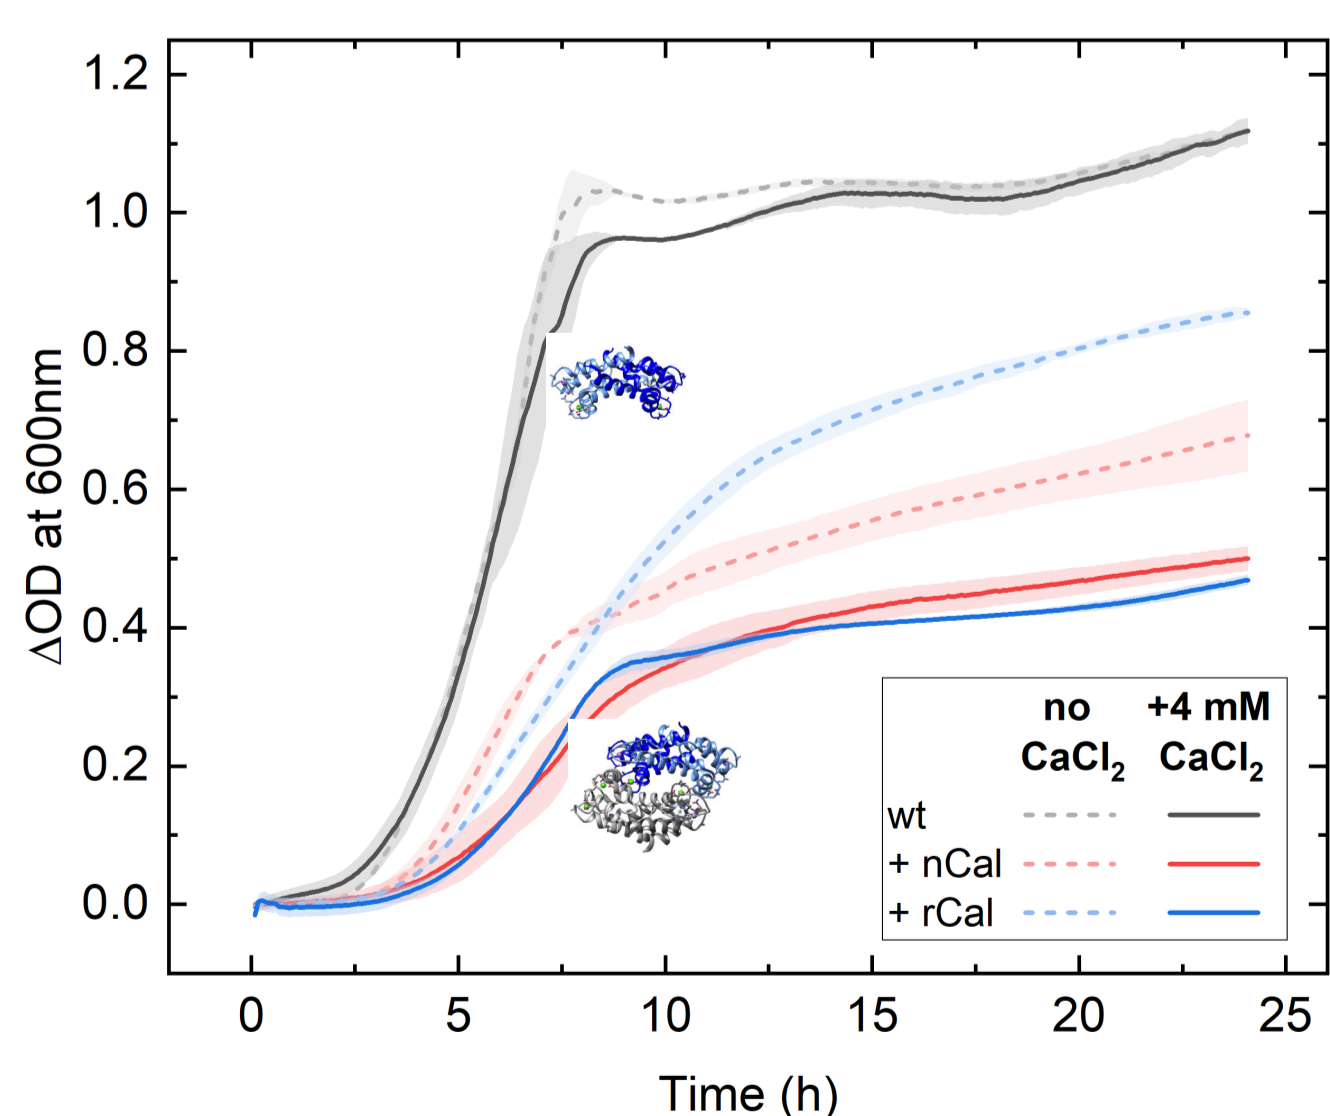 1.2
1.0
0.8
0.6
0.4
0.2
0.0
ΔOD at 600nm
0 5 10 15 20 25
Time (h)
no +4 mM
CaCl₂ CaCl₂
wt
+ nCal
+ rCal